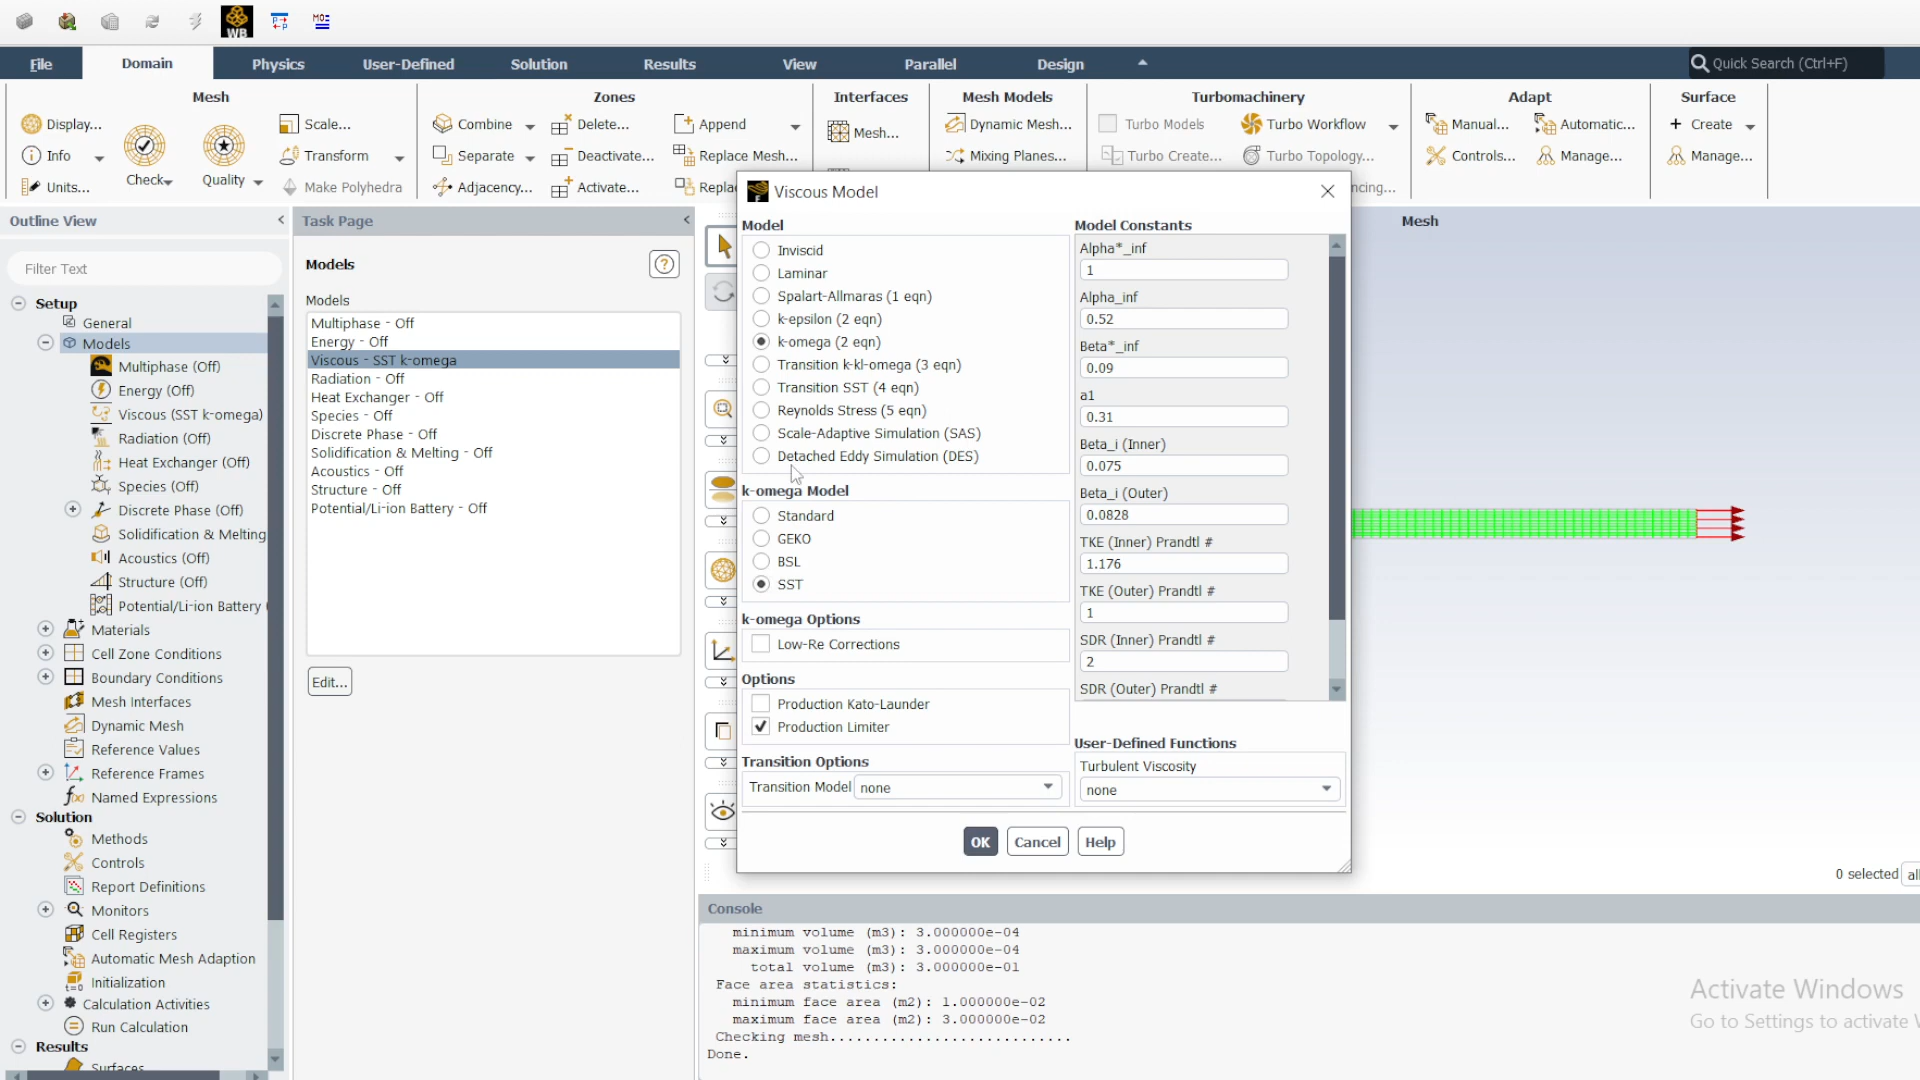 WB
File
Domain
Physics
User-Defined
Solution
Results
View
Parallel
Design
Quick Search (Ctrl+F)
Mesh
Display...
Info
Units...
Check
Quality
Scale...
Transform
Make Polyhedra
Zones
Combine
Separate
Adjacency...
Delete...
Deactivate...
Activate...
Append
Replace Mesh...
Interfaces
Mesh...
Mesh Models
Dynamic Mesh...
Mixing Planes...
Turbomachinery
Turbo Models
Turbo Create...
Turbo Workflow
Turbo Topology...
Adapt
Manual...
Controls...
Automatic...
Manage...
Surface
+ Create
Manage...
Outline View
Filter Text
Setup
General
Models
Multiphase (Off)
Energy (Off)
Viscous (SST k-omega)
Radiation (Off)
Heat Exchanger (Off)
Species (Off)
Discrete Phase (Off)
Solidification & Melting
Acoustics (Off)
Structure (Off)
Potential/Li-ion Battery
Materials
Cell Zone Conditions
Boundary Conditions
Mesh Interfaces
Dynamic Mesh
Reference Values
Reference Frames
Named Expressions
Solution
Methods
Controls
Report Definitions
Monitors
Cell Registers
Automatic Mesh Adaption
Initialization
Calculation Activities
Run Calculation
Results
Surfaces
Task Page
Models
Models
Multiphase - Off
Energy - Off
Viscous - SST k-omega
Radiation - Off
Heat Exchanger - Off
Species - Off
Discrete Phase - Off
Solidification & Melting - Off
Acoustics - Off
Structure - Off
Potential/Li-ion Battery - Off
Edit...
Viscous Model
Model
Inviscid
Laminar
Spalart-Allmaras (1 eqn)
k-epsilon (2 eqn)
k-omega (2 eqn)
Transition k-kl-omega (3 eqn)
Transition SST (4 eqn)
Reynolds Stress (5 eqn)
Scale-Adaptive Simulation (SAS)
Detached Eddy Simulation (DES)
k-omega Model
Standard
GEKO
BSL
SST
k-omega Options
Low-Re Corrections
Options
Production Kato-Launder
Production Limiter
Transition Options
Transition Model none
Model Constants
Alpha*_inf
1
Alpha_inf
0.52
Beta*_inf
0.09
a1
0.31
Beta_i (Inner)
0.075
Beta_i (Outer)
0.0828
TKE (Inner) Prandtl #
1.176
TKE (Outer) Prandtl #
1
SDR (Inner) Prandtl #
2
SDR (Outer) Prandtl #
User-Defined Functions
Turbulent Viscosity
none
OK
Cancel
Help
Mesh
0 selected
Console
minimum volume (m3): 3.000000e-04
maximum volume (m3): 3.000000e-04
total volume (m3): 3.000000e-01
Face area statistics:
minimum face area (m2): 1.000000e-02
maximum face area (m2): 3.000000e-02
Checking mesh............................
Done.
Activate Windows
Go to Settings to activate